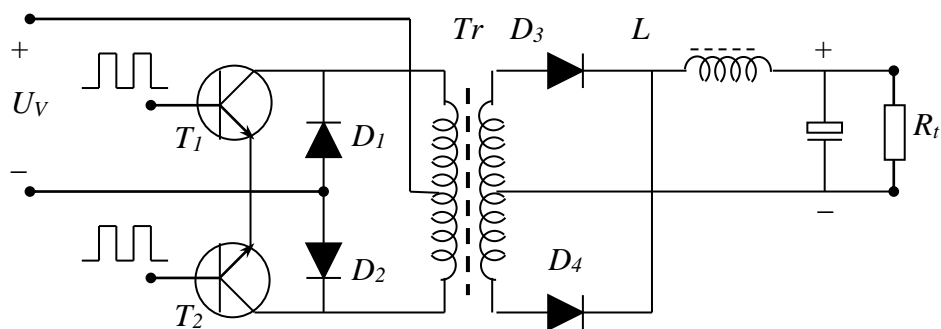 Tr D3 L
+ +
UV
T1 D1 Rt
− −
D2 D4
T2